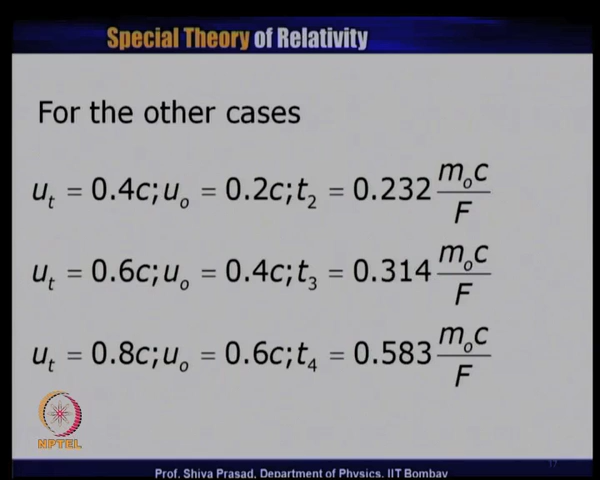 Special Theory of Relativity
For the other cases
u_t = 0.4c; u_o = 0.2c; t_2 = 0.232 m_oc/F
u_t = 0.6c; u_o = 0.4c; t_3 = 0.314 m_oc/F
u_t = 0.8c; u_o = 0.6c; t_4 = 0.583 m_oc/F
NPTEL
17
Prof. Shiva Prasad, Department of Physics, IIT Bombay